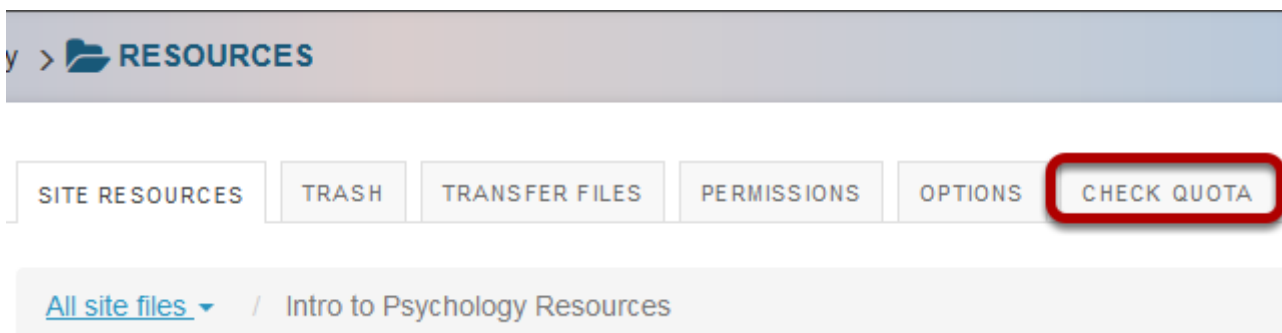 y > RESOURCES
SITE RESOURCES TRASH TRANSFER FILES PERMISSIONS OPTIONS CHECK QUOTA
All site files / Intro to Psychology Resources